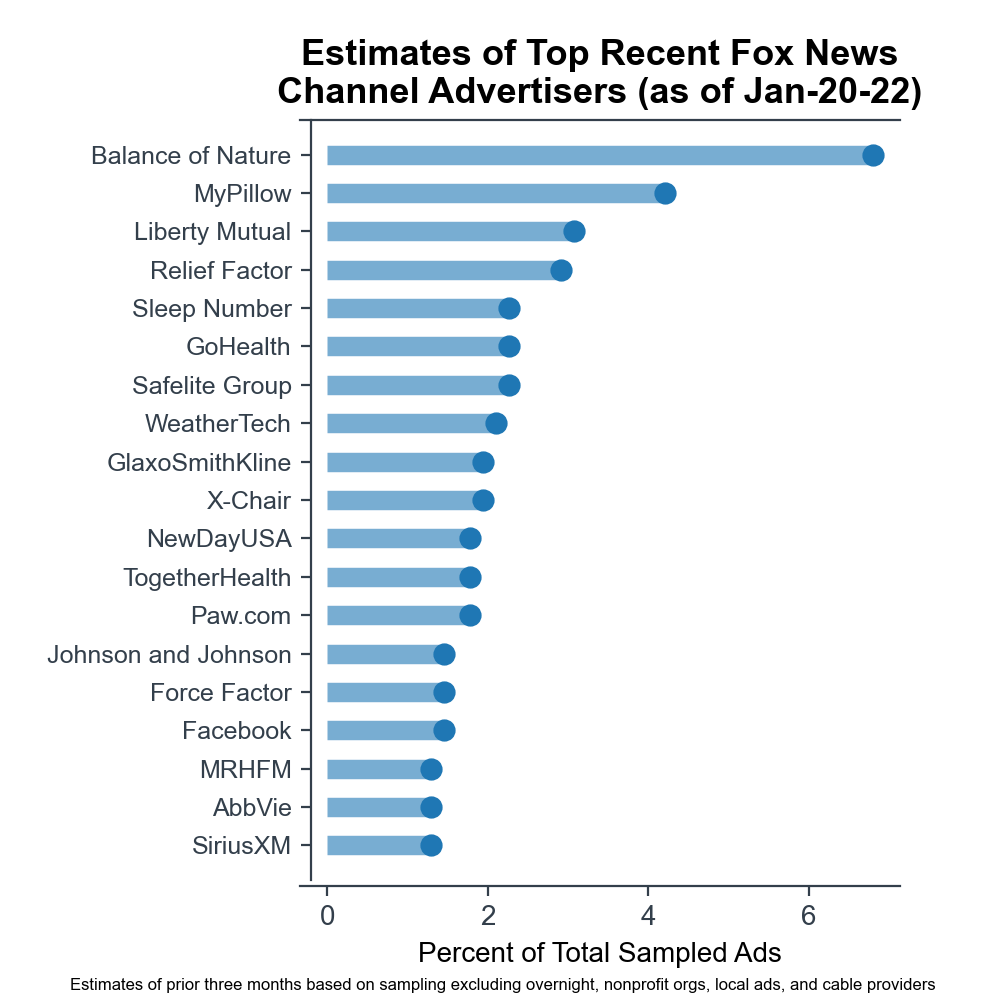 Estimates of Top Recent Fox News
Channel Advertisers (as of Jan-20-22)
Balance of Nature
MyPillow
Liberty Mutual
Relief Factor
Sleep Number
GoHealth
Safelite Group
WeatherTech
GlaxoSmithKline
X-Chair
NewDayUSA
TogetherHealth
Paw.com
Johnson and Johnson
Force Factor
Facebook
MRHFM
AbbVie
SiriusXM
0 2 4 6
Percent of Total Sampled Ads
Estimates of prior three months based on sampling excluding overnight, nonprofit orgs, local ads, and cable providers